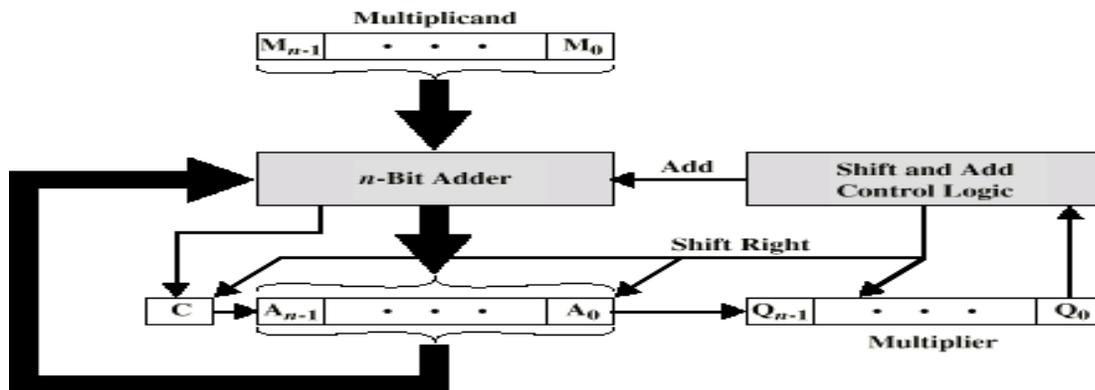 Multiplicand
Mn-1 • • • M0
n-Bit Adder
Add
Shift and Add
Control Logic
Shift Right
C
An-1 • • • A0
Qn-1 • • • Q0
Multiplier